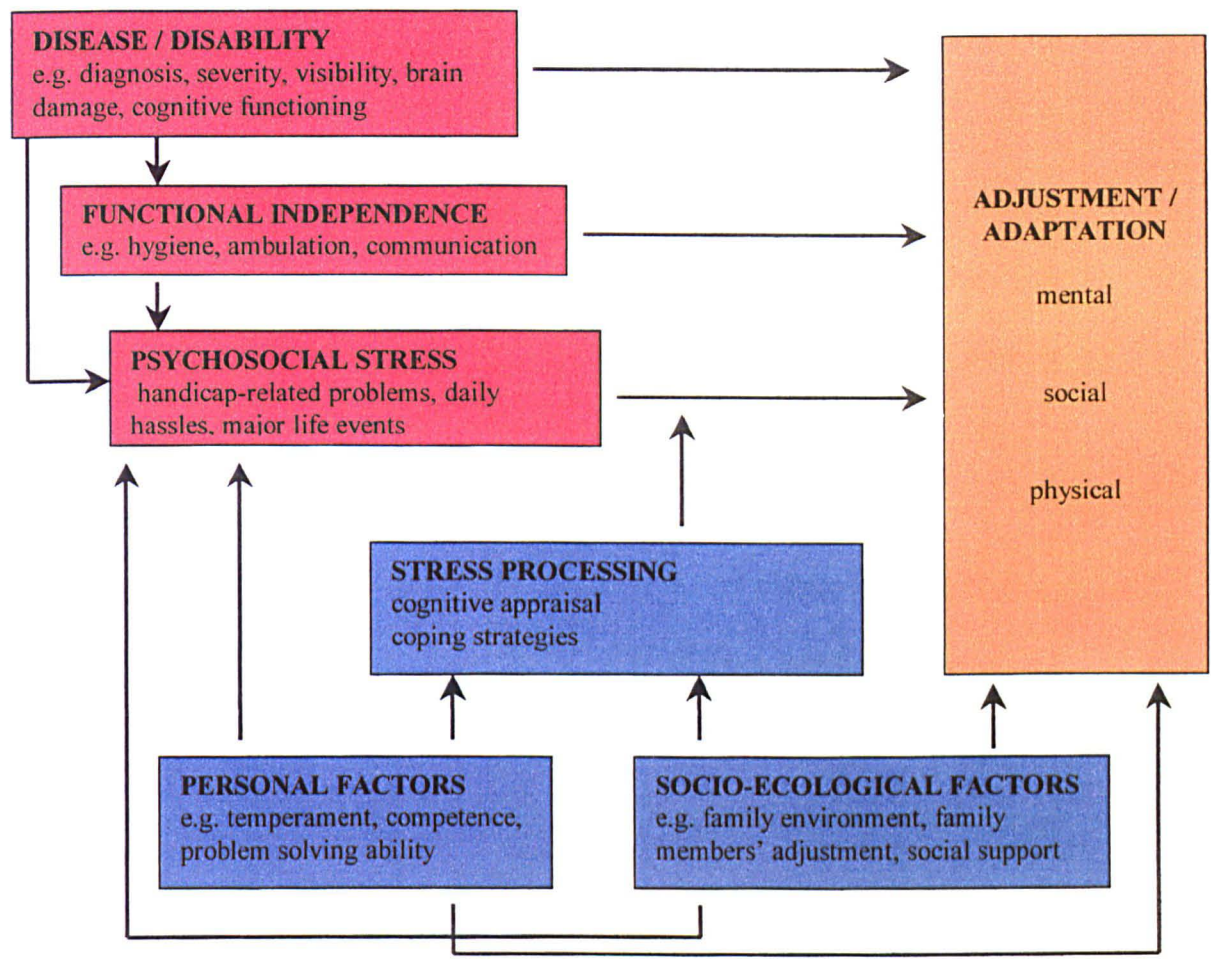 DISEASE / DISABILITY
e.g. diagnosis, severity, visibility, brain
damage, cognitive functioning
FUNCTIONAL INDEPENDENCE
e.g. hygiene, ambulation, communication
PSYCHOSOCIAL STRESS
handicap-related problems, daily
hassles, major life events
ADJUSTMENT /
ADAPTATION
mental
social
physical
STRESS PROCESSING
cognitive appraisal
coping strategies
PERSONAL FACTORS
e.g. temperament, competence,
problem solving ability
SOCIO-ECOLOGICAL FACTORS
e.g. family environment, family
members’ adjustment, social support